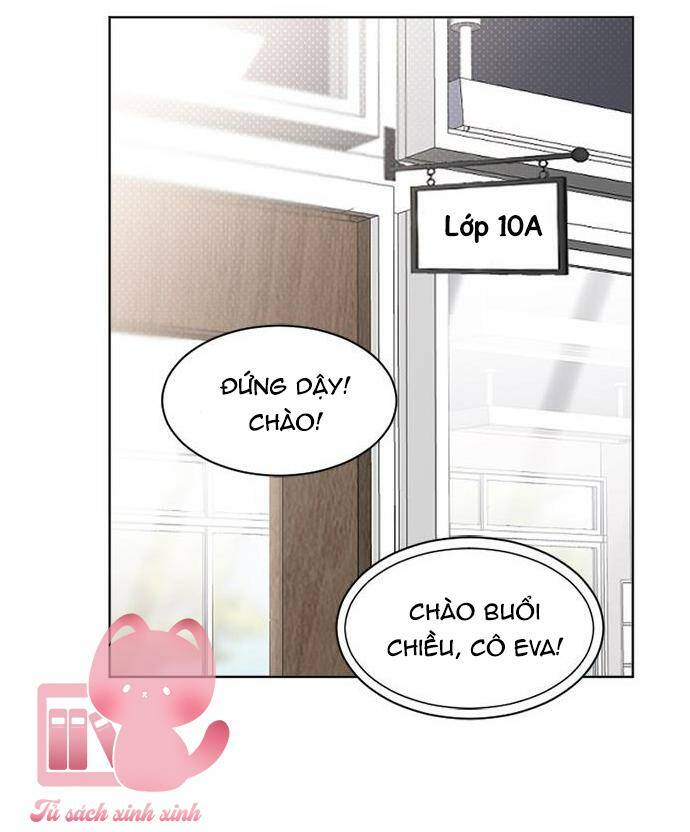 Lớp 10A
ĐỨNG DẬY!
CHÀO!
CHÀO BUỔI
CHIỀU, CÔ EVA!
Tủ sách xinh xinh